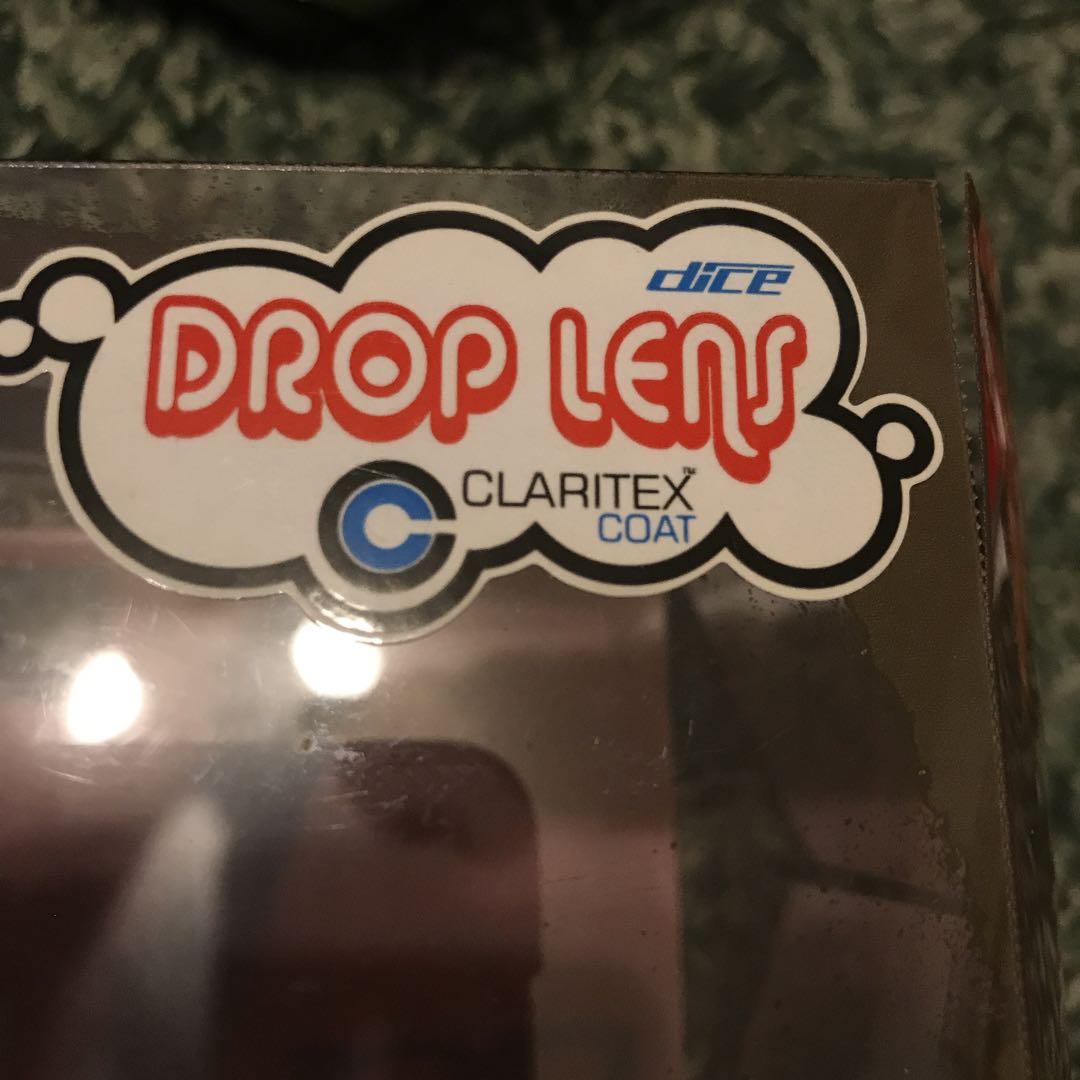 dice
DROP LENS
CLARITEX™
COAT